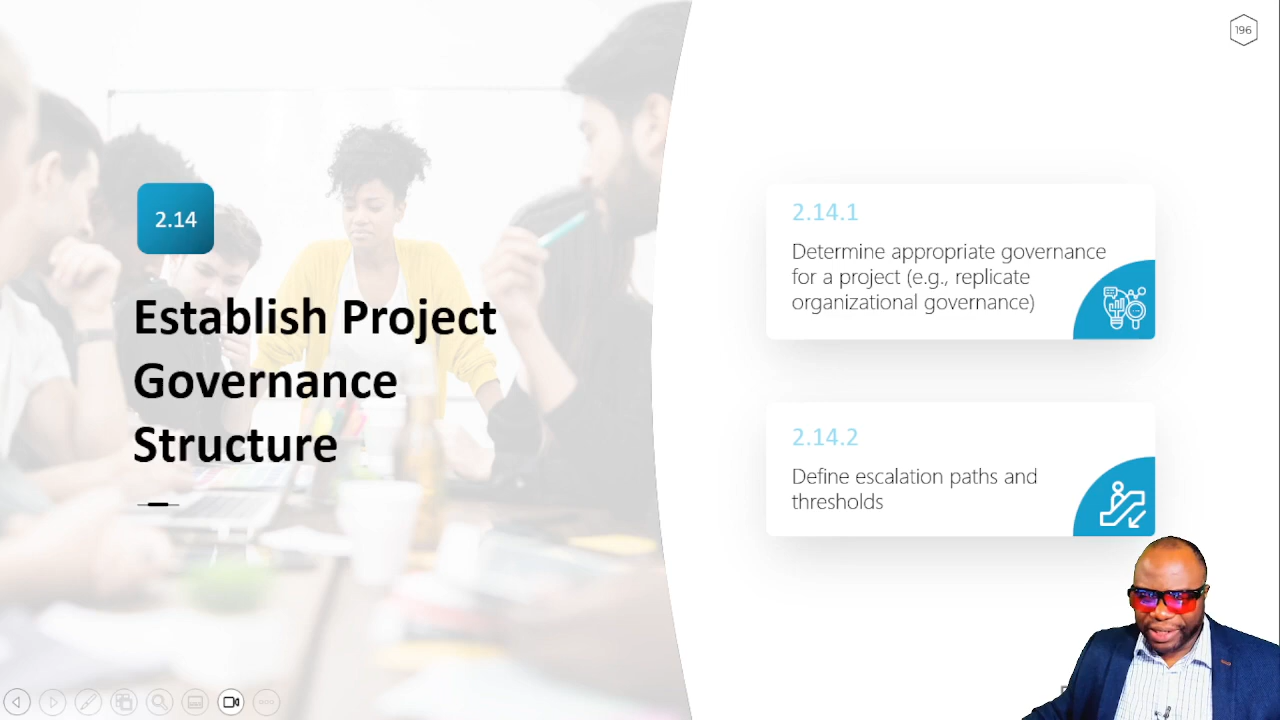 196
2.14
Establish Project
Governance
Structure
2.14.1
Determine appropriate governance
for a project (e.g., replicate
organizational governance)
2.14.2
Define escalation paths and
thresholds